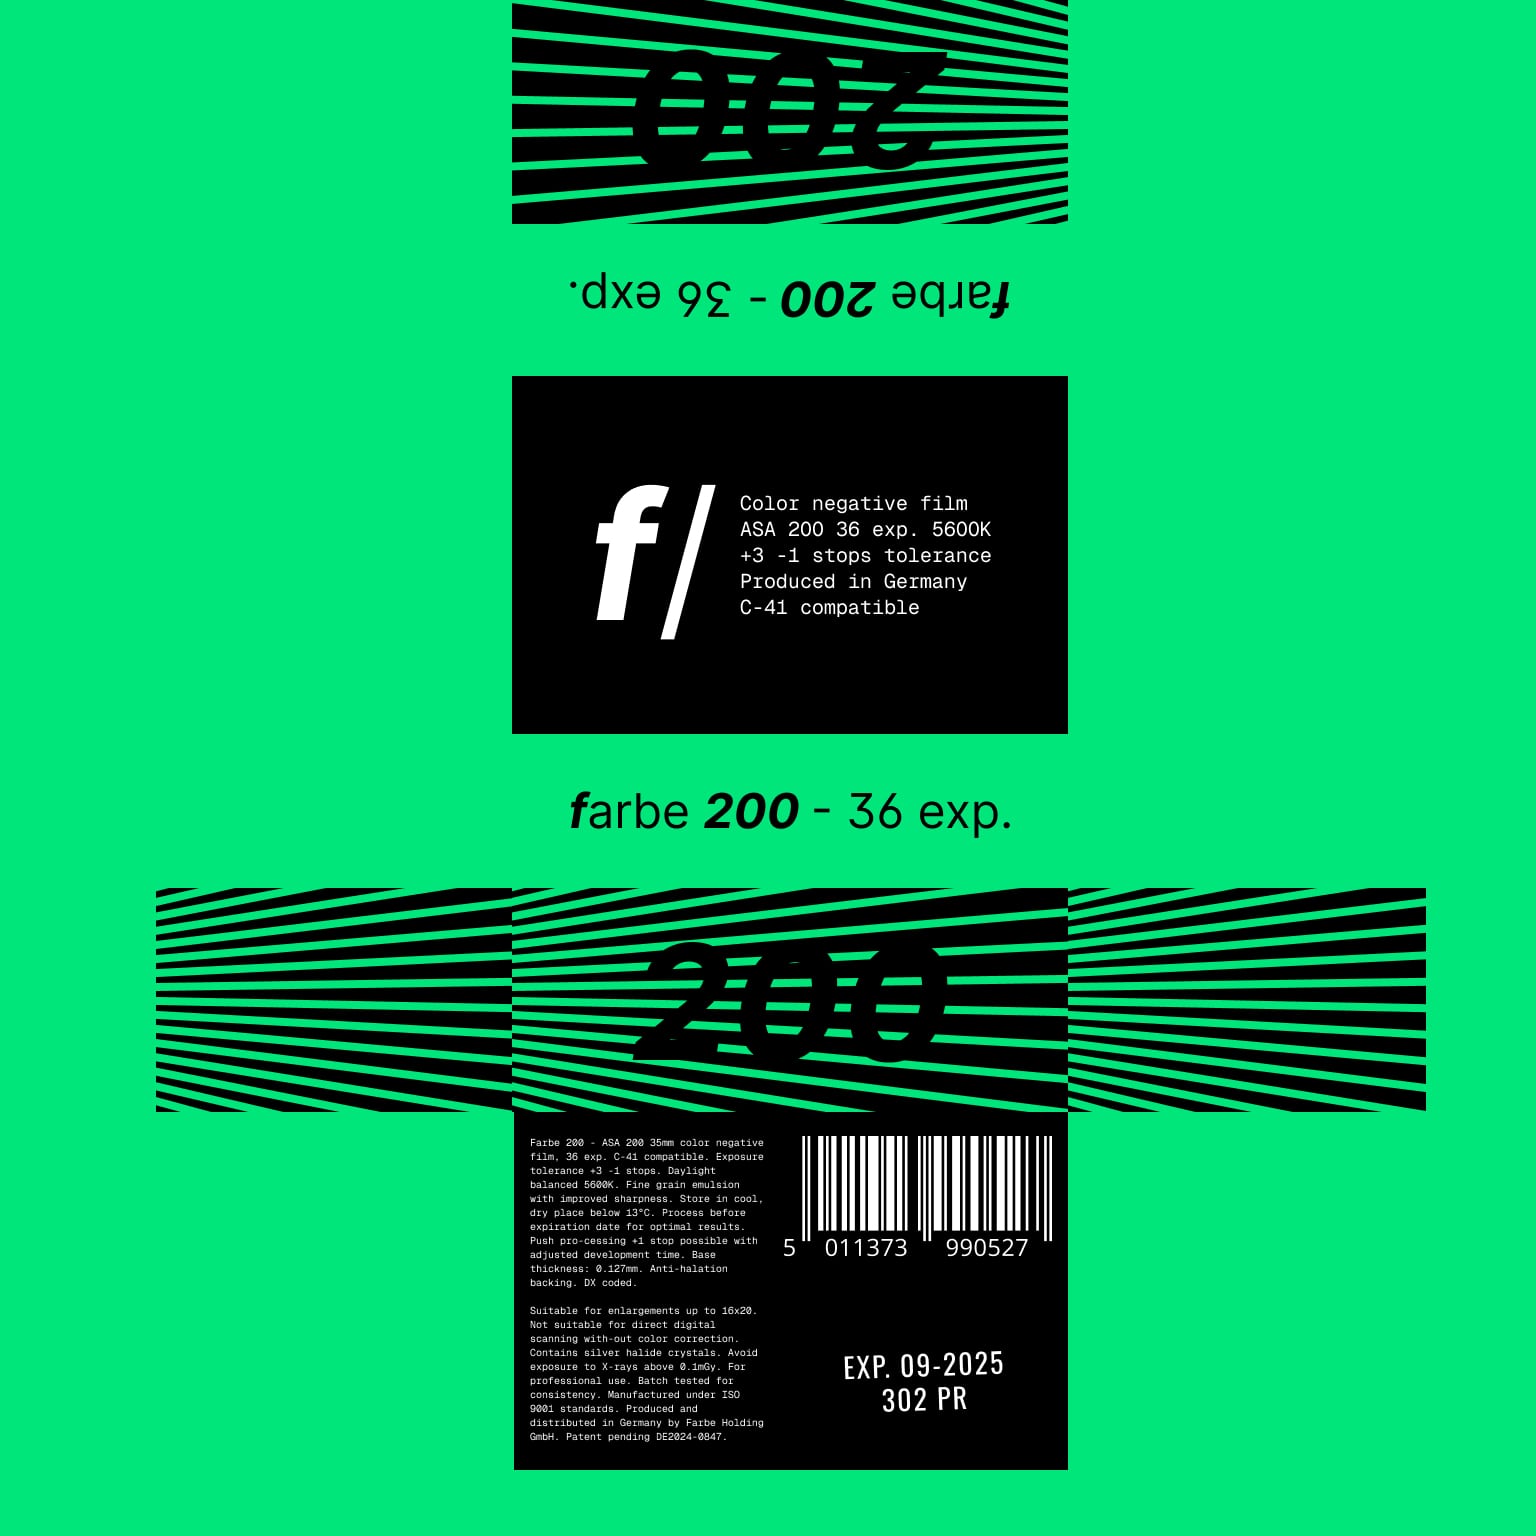 200
farbe 200 - 36 exp.
f/
Color negative film
ASA 200 36 exp. 5600K
+3 -1 stops tolerance
Produced in Germany
C-41 compatible
farbe 200 - 36 exp.
200
Farbe 200 - ASA 200 35mm color negative
film, 36 exp. C-41 compatible. Exposure
tolerance +3 -1 stops. Daylight
balanced 5600K. Fine grain emulsion
with improved sharpness. Store in cool,
dry place below 13°C. Process before
expiration date for optimal results.
Push pro-cessing +1 stop possible with
adjusted development time. Base
thickness: 0.127mm. Anti-halation
backing. DX coded.
Suitable for enlargements up to 16x20.
Not suitable for direct digital
scanning with-out color correction.
Contains silver halide crystals. Avoid
exposure to X-rays above 0.1mGy. For
professional use. Batch tested for
consistency. Manufactured under ISO
9001 standards. Produced and
distributed in Germany by Farbe Holding
GmbH. Patent pending DE2024-0847.
5 011373 990527
EXP. 09-2025
302 PR